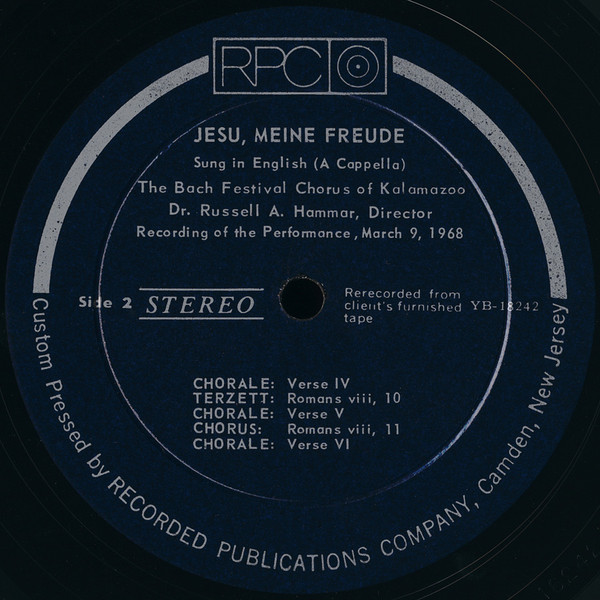 RPC
JESU, MEINE FREUDE
Sung in English (A Cappella)
The Bach Festival Chorus of Kalamazoo
Dr. Russell A. Hammar, Director
Recording of the Performance, March 9, 1968
Side 2
STEREO
Rerecorded from
client's furnished
tape
YB-18242
CHORALE: Verse IV
TERZETT: Romans viii, 10
CHORALE: Verse V
CHORUS: Romans viii, 11
CHORALE: Verse VI
Custom Pressed by RECORDED PUBLICATIONS COMPANY, Camden, New Jersey